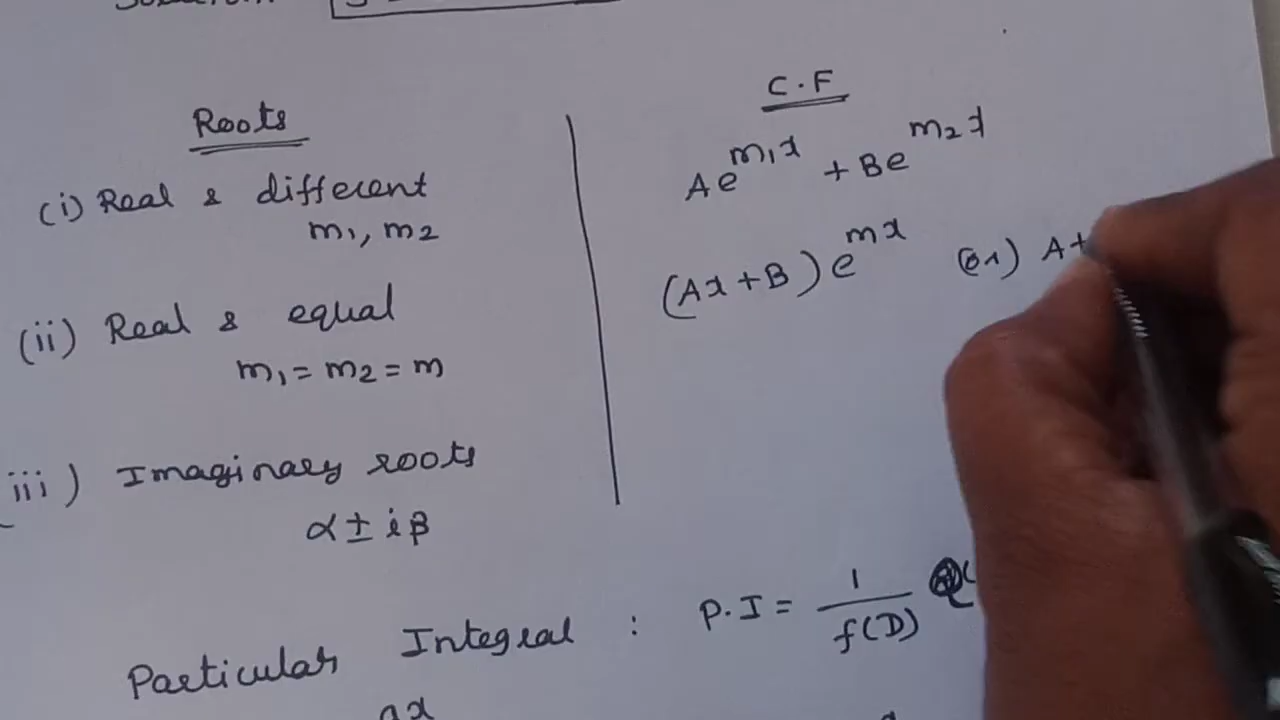 Roots
C.F
(i) Real & different
m₁, m₂
Ae^{m₁x} + Be^{m₂x}
(ii) Real & equal
m₁ = m₂ = m
(Ax + B) e^{mx} (or) A+
iii) Imaginary roots
α ± iβ
Particular Integral : P.I = 1/f(D)